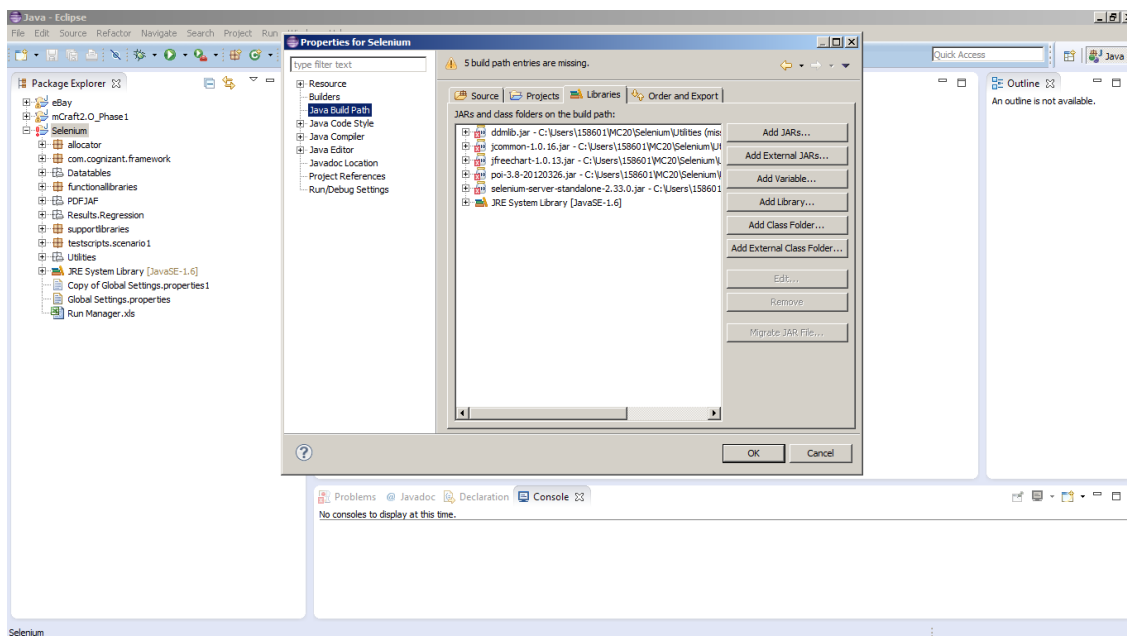 Java - Eclipse
File Edit Source Refactor Navigate Search Project Run
Quick Access
Java
Package Explorer
eBay
mCraft2.0_Phase1
Selenium
allocator
com.cognizant.framework
Datatables
functionallibraries
PDFJAF
Results.Regression
supportlibraries
testscripts.scenario1
Utilities
JRE System Library [JavaSE-1.6]
Copy of Global Settings.properties1
Global Settings.properties
Run Manager.xls
Properties for Selenium
type filter text
Resource
Builders
Java Build Path
Java Code Style
Java Compiler
Java Editor
Javadoc Location
Project References
Run/Debug Settings
5 build path entries are missing.
Source Projects Libraries Order and Export
JARs and class folders on the build path:
ddmlib.jar - C:\Users\158601\MC20\Selenium\Utilities (mis
jcommon-1.0.16.jar - C:\Users\158601\MC20\Selenium\Ut
jfreechart-1.0.13.jar - C:\Users\158601\MC20\Selenium\
poi-3.8-20120326.jar - C:\Users\158601\MC20\Selenium\
selenium-server-standalone-2.33.0.jar - C:\Users\158601
JRE System Library [JavaSE-1.6]
Add JARs...
Add External JARs...
Add Variable...
Add Library...
Add Class Folder...
Add External Class Folder...
Edit...
Remove
Migrate JAR File...
OK Cancel
Outline
An outline is not available.
Problems @ Javadoc Declaration Console
No consoles to display at this time.
Selenium